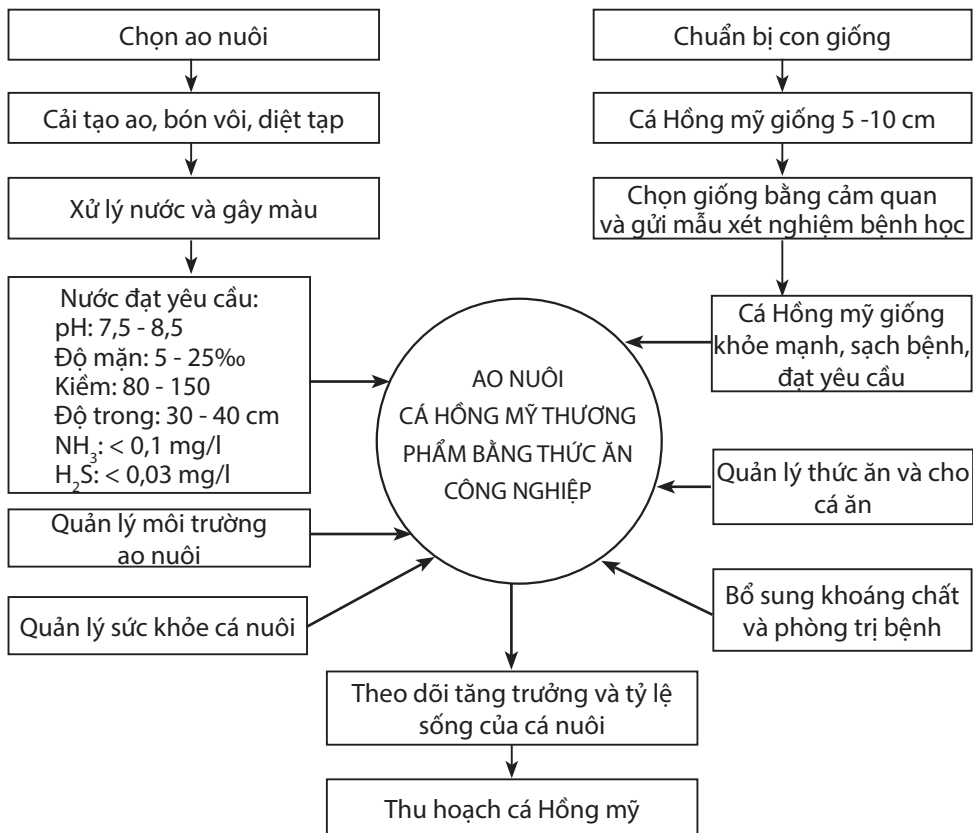 Chọn ao nuôi
Cải tạo ao, bón vôi, diệt tạp
Xử lý nước và gây màu
Nước đạt yêu cầu:
pH: 7,5 - 8,5
Độ mặn: 5 - 25‰
Kiềm: 80 - 150
Độ trong: 30 - 40 cm
NH₃: < 0,1 mg/l
H₂S: < 0,03 mg/l
Quản lý môi trường
ao nuôi
Quản lý sức khỏe cá nuôi
Chuẩn bị con giống
Cá Hồng mỹ giống 5 -10 cm
Chọn giống bằng cảm quan
và gửi mẫu xét nghiệm bệnh học
Cá Hồng mỹ giống
khỏe mạnh, sạch bệnh,
đạt yêu cầu
Quản lý thức ăn và cho
cá ăn
Bổ sung khoáng chất
và phòng trị bệnh
AO NUÔI
CÁ HỒNG MỸ THƯƠNG
PHẨM BẰNG THỨC ĂN
CÔNG NGHIỆP
Theo dõi tăng trưởng và tỷ lệ
sống của cá nuôi
Thu hoạch cá Hồng mỹ